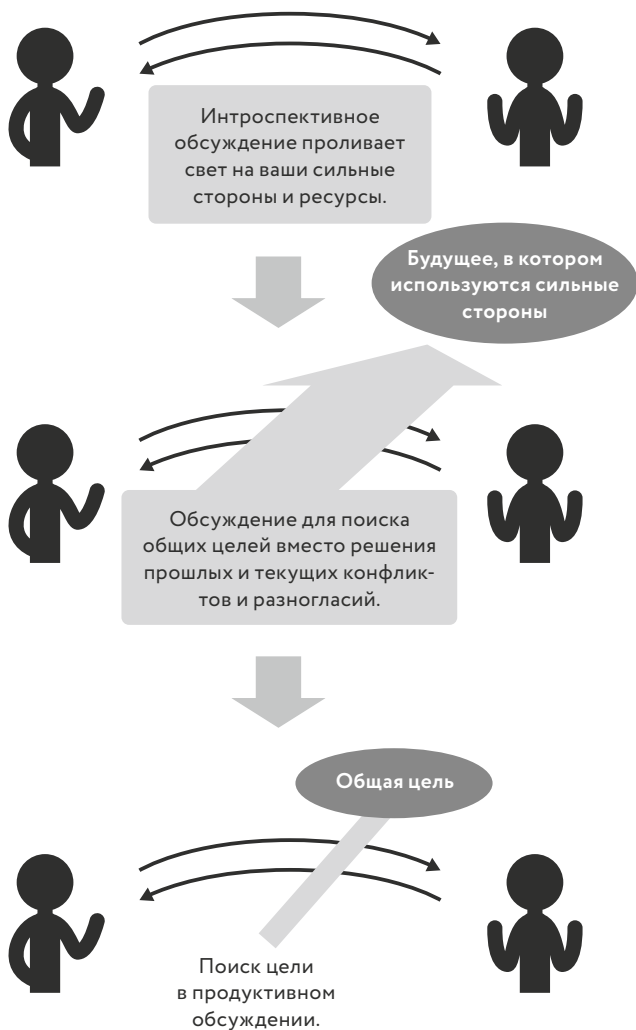 Интроспективное
обсуждение проливает
свет на ваши сильные
стороны и ресурсы.
Будущее, в котором
используются сильные
стороны
Обсуждение для поиска
общих целей вместо решения
прошлых и текущих конфлик-
тов и разногласий.
Общая цель
Поиск цели
в продуктивном
обсуждении.